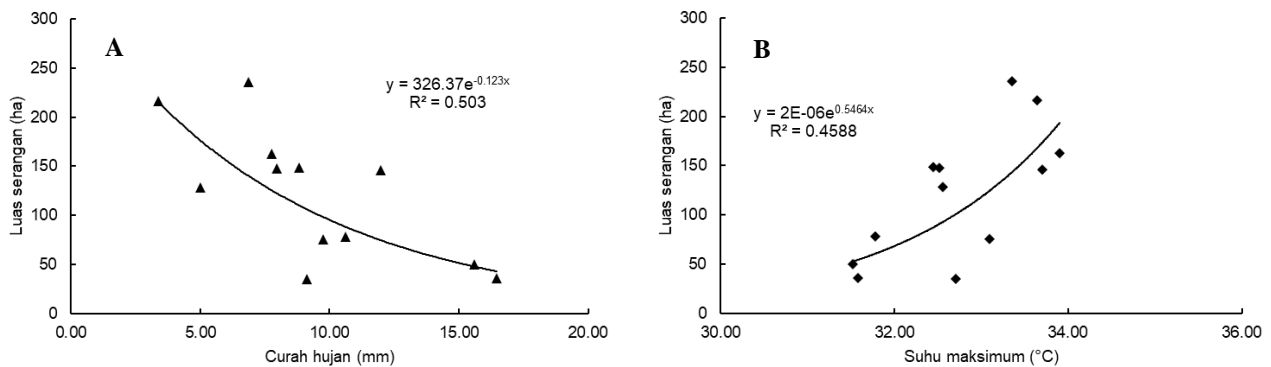 A
300
250
200
150
100
50
0
Luas serangan (ha)
y = 326.37e^-0.123x
R² = 0.503
0.00 5.00 10.00 15.00 20.00
Curah hujan (mm)
B
300
250
200
150
100
50
0
Luas serangan (ha)
y = 2E-06e^0.5464x
R² = 0.4588
30.00 32.00 34.00 36.00
Suhu maksimum (°C)